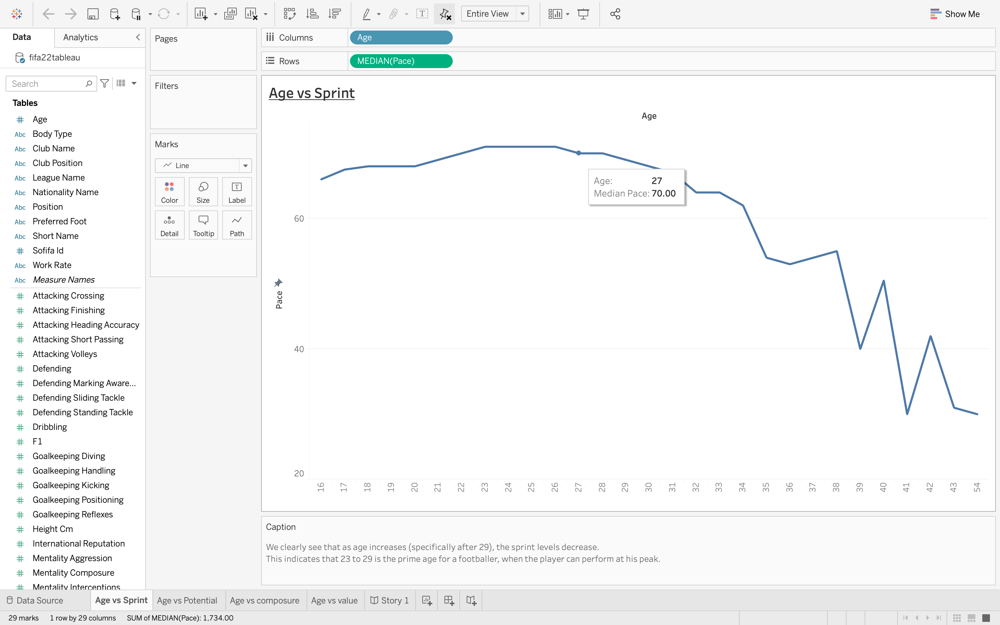 Entire View
Show Me
Data
Analytics
Pages
Columns
Age
fifa22tableau
Rows
MEDIAN(Pace)
Search
Filters
Tables
Age
Abc Body Type
Abc Club Name
Abc Club Position
Abc League Name
Abc Nationality Name
Abc Position
Abc Preferred Foot
Abc Short Name
Sofifa Id
Abc Work Rate
Abc Measure Names
Attacking Crossing
Attacking Finishing
Attacking Heading Accuracy
Attacking Short Passing
Attacking Volleys
Defending
Defending Marking Aware...
Defending Sliding Tackle
Defending Standing Tackle
Dribbling
F1
Goalkeeping Diving
Goalkeeping Handling
Goalkeeping Kicking
Goalkeeping Positioning
Goalkeeping Reflexes
Height Cm
International Reputation
Mentality Aggression
Mentality Composure
Mentality Interceptions
Marks
Line
Color Size Label
Detail Tooltip Path
Age vs Sprint
Age
Age: 27
Median Pace: 70.00
Pace
60
40
20
16 17 18 19 20 21 22 23 24 25 26 27 28 29 30 31 32 33 34 35 36 37 38 39 40 41 42 43 54
Caption
We clearly see that as age increases (specifically after 29), the sprint levels decrease.
This indicates that 23 to 29 is the prime age for a footballer, when the player can perform at his peak.
Data Source Age vs Sprint Age vs Potential Age vs composure Age vs value Story 1
29 marks 1 row by 29 columns SUM of MEDIAN(Pace): 1,734.00